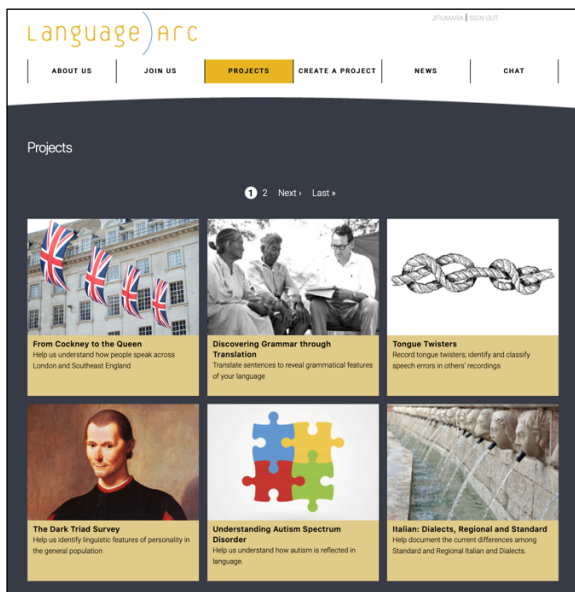 Language Arc
JFIUMARA | SIGN OUT
ABOUT US
JOIN US
PROJECTS
CREATE A PROJECT
NEWS
CHAT
Projects
1 2 Next › Last »
From Cockney to the Queen
Help us understand how people speak across
London and Southeast England
Discovering Grammar through
Translation
Translate sentences to reveal grammatical features
of your language
Tongue Twisters
Record tongue twisters; identify and classify
speech errors in others' recordings
The Dark Triad Survey
Help us identify linguistic features of personality in
the general population
Understanding Autism Spectrum
Disorder
Help us understand how autism is reflected in
language.
Italian: Dialects, Regional and Standard
Help document the current differences among
Standard and Regional Italian and Dialects.